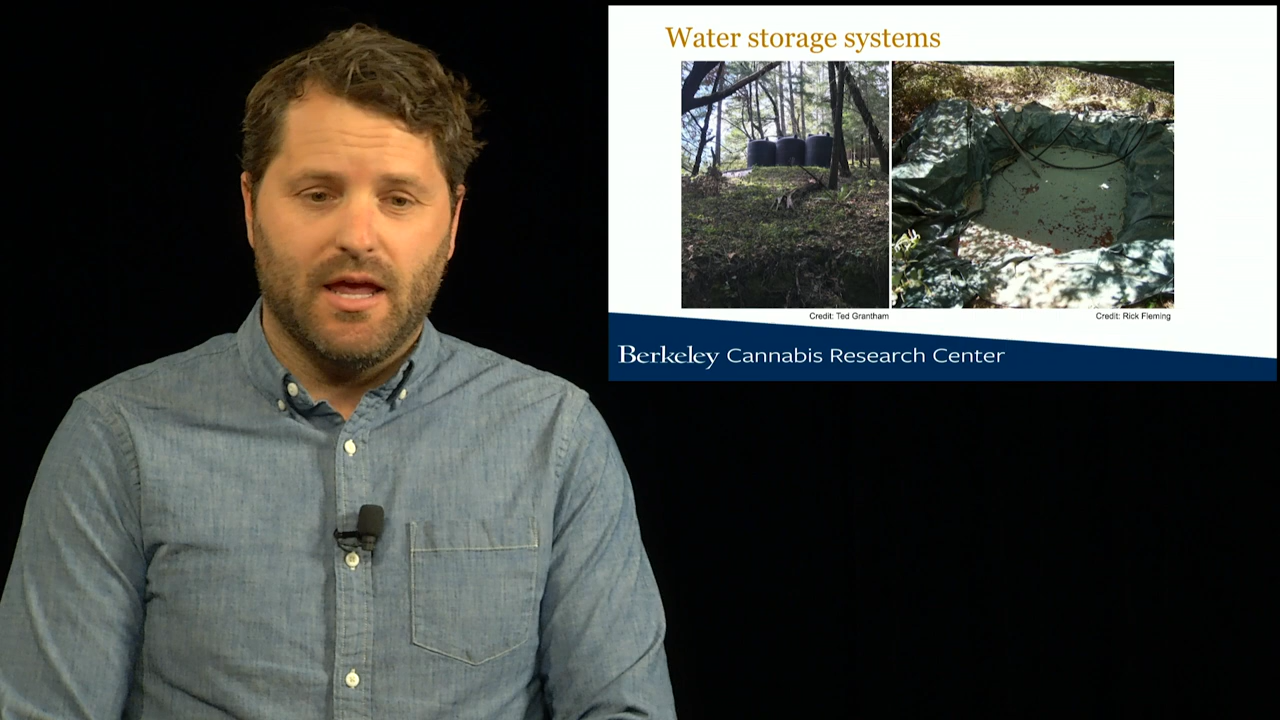 Water storage systems
Credit: Ted Grantham
Credit: Rick Fleming
Berkeley Cannabis Research Center